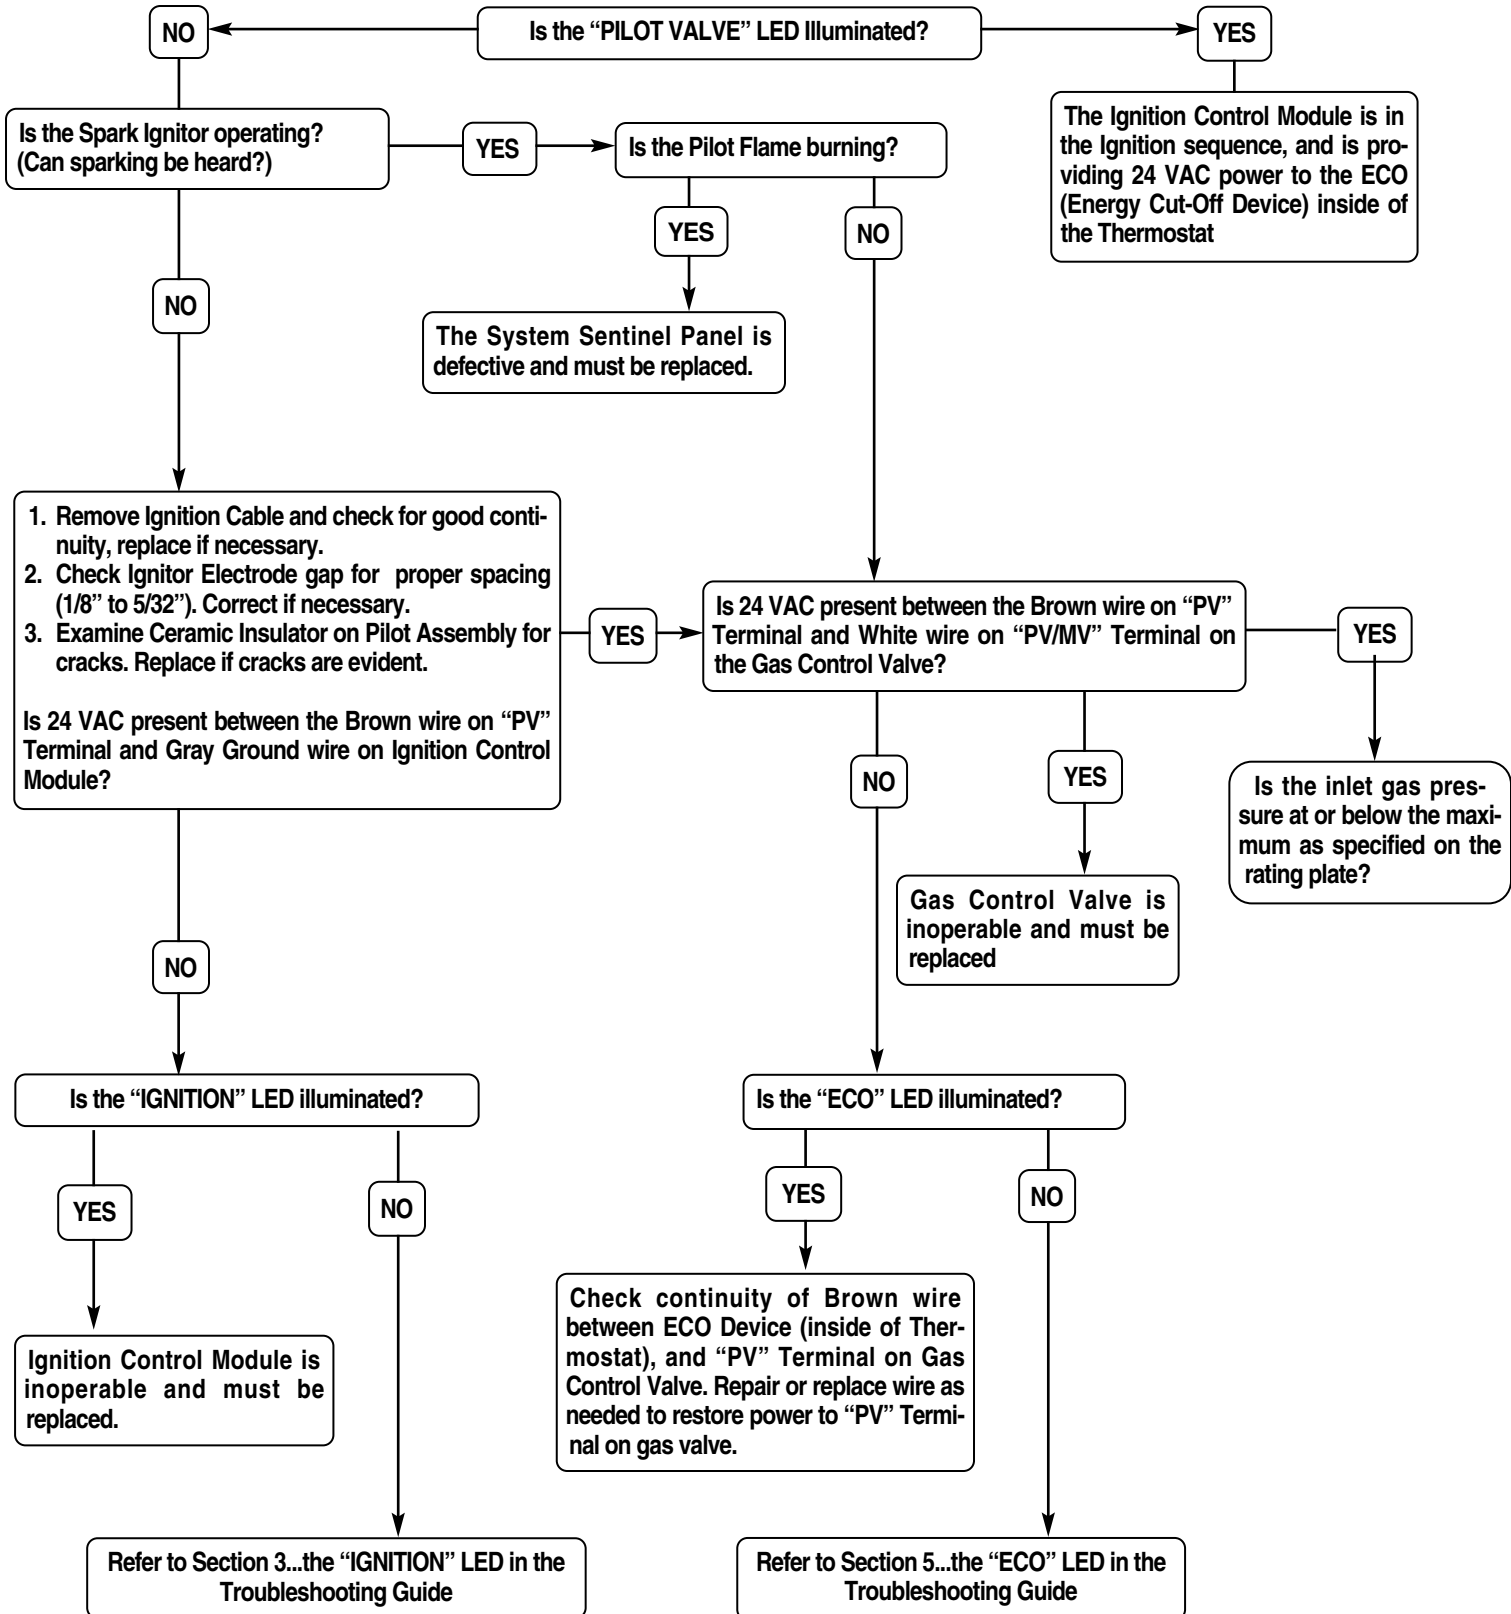 NO
Is the “PILOT VALVE” LED Illuminated?
YES
Is the Spark Ignitor operating?
(Can sparking be heard?)
YES
Is the Pilot Flame burning?
The Ignition Control Module is in
the Ignition sequence, and is pro-
viding 24 VAC power to the ECO
(Energy Cut-Off Device) inside of
the Thermostat
YES
NO
NO
The System Sentinel Panel is
defective and must be replaced.
1. Remove Ignition Cable and check for good conti-
nuity, replace if necessary.
2. Check Ignitor Electrode gap for proper spacing
(1/8” to 5/32”). Correct if necessary.
3. Examine Ceramic Insulator on Pilot Assembly for
cracks. Replace if cracks are evident.
Is 24 VAC present between the Brown wire on “PV”
Terminal and Gray Ground wire on Ignition Control
Module?
YES
Is 24 VAC present between the Brown wire on “PV”
Terminal and White wire on “PV/MV” Terminal on
the Gas Control Valve?
YES
NO
YES
Is the inlet gas pres-
sure at or below the maxi-
mum as specified on the
rating plate?
Gas Control Valve is
inoperable and must be
replaced
NO
Is the “IGNITION” LED illuminated?
Is the “ECO” LED illuminated?
YES
NO
YES
NO
Ignition Control Module is
inoperable and must be
replaced.
Check continuity of Brown wire
between ECO Device (inside of Ther-
mostat), and “PV” Terminal on Gas
Control Valve. Repair or replace wire as
needed to restore power to “PV” Termi-
nal on gas valve.
Refer to Section 3...the “IGNITION” LED in the
Troubleshooting Guide
Refer to Section 5...the “ECO” LED in the
Troubleshooting Guide